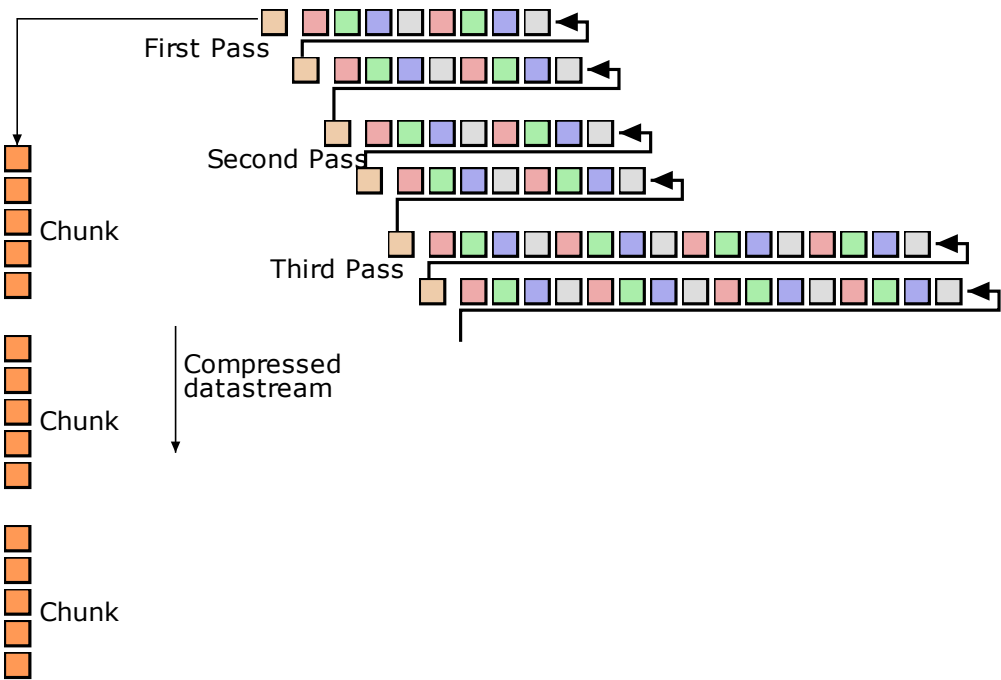 First Pass
Second Pass
Chunk
Third Pass
Compressed
datastream
Chunk
Chunk